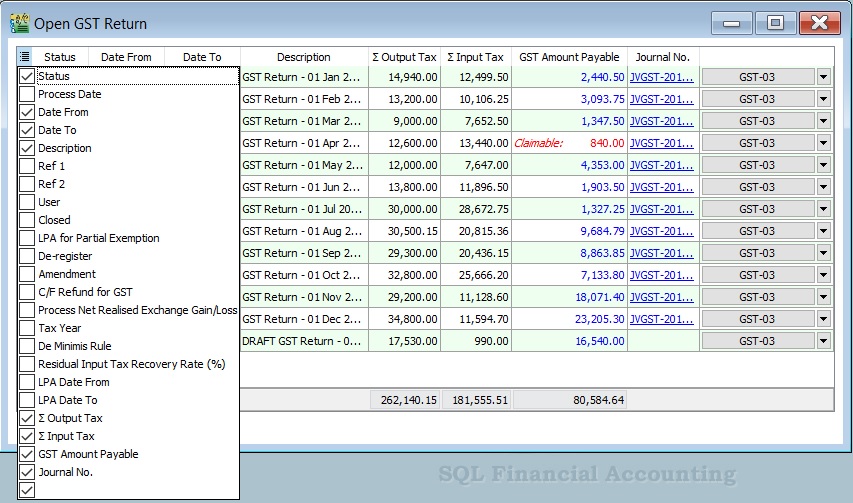 Open GST Return
Status Date From Date To Description Σ Output Tax Σ Input Tax GST Amount Payable Journal No.
Status
Process Date
Date From
Date To
Description
Ref 1
Ref 2
User
Closed
LPA for Partial Exemption
De-register
Amendment
C/F Refund for GST
Process Net Realised Exchange Gain/Loss
Tax Year
De Minimis Rule
Residual Input Tax Recovery Rate (%)
LPA Date From
LPA Date To
Σ Output Tax
Σ Input Tax
GST Amount Payable
Journal No.
GST Return - 01 Jan 2... 14,940.00 12,499.50 2,440.50 JVGST-201... GST-03
GST Return - 01 Feb 2... 13,200.00 10,106.25 3,093.75 JVGST-201... GST-03
GST Return - 01 Mar 2... 9,000.00 7,652.50 1,347.50 JVGST-201... GST-03
GST Return - 01 Apr 2... 12,600.00 13,440.00 Claimable: 840.00 JVGST-201... GST-03
GST Return - 01 May 2... 12,000.00 7,647.00 4,353.00 JVGST-201... GST-03
GST Return - 01 Jun 2... 13,800.00 11,896.50 1,903.50 JVGST-201... GST-03
GST Return - 01 Jul 20... 30,000.00 28,672.75 1,327.25 JVGST-201... GST-03
GST Return - 01 Aug 2... 30,500.15 20,815.36 9,684.79 JVGST-201... GST-03
GST Return - 01 Sep 2... 29,300.00 20,436.15 8,863.85 JVGST-201... GST-03
GST Return - 01 Oct 2... 32,800.00 25,666.20 7,133.80 JVGST-201... GST-03
GST Return - 01 Nov 2... 29,200.00 11,128.60 18,071.40 JVGST-201... GST-03
GST Return - 01 Dec 2... 34,800.00 11,594.70 23,205.30 JVGST-201... GST-03
DRAFT GST Return - 0... 17,530.00 990.00 16,540.00 GST-03
262,140.15 181,555.51 80,584.64
SQL Financial Accounting